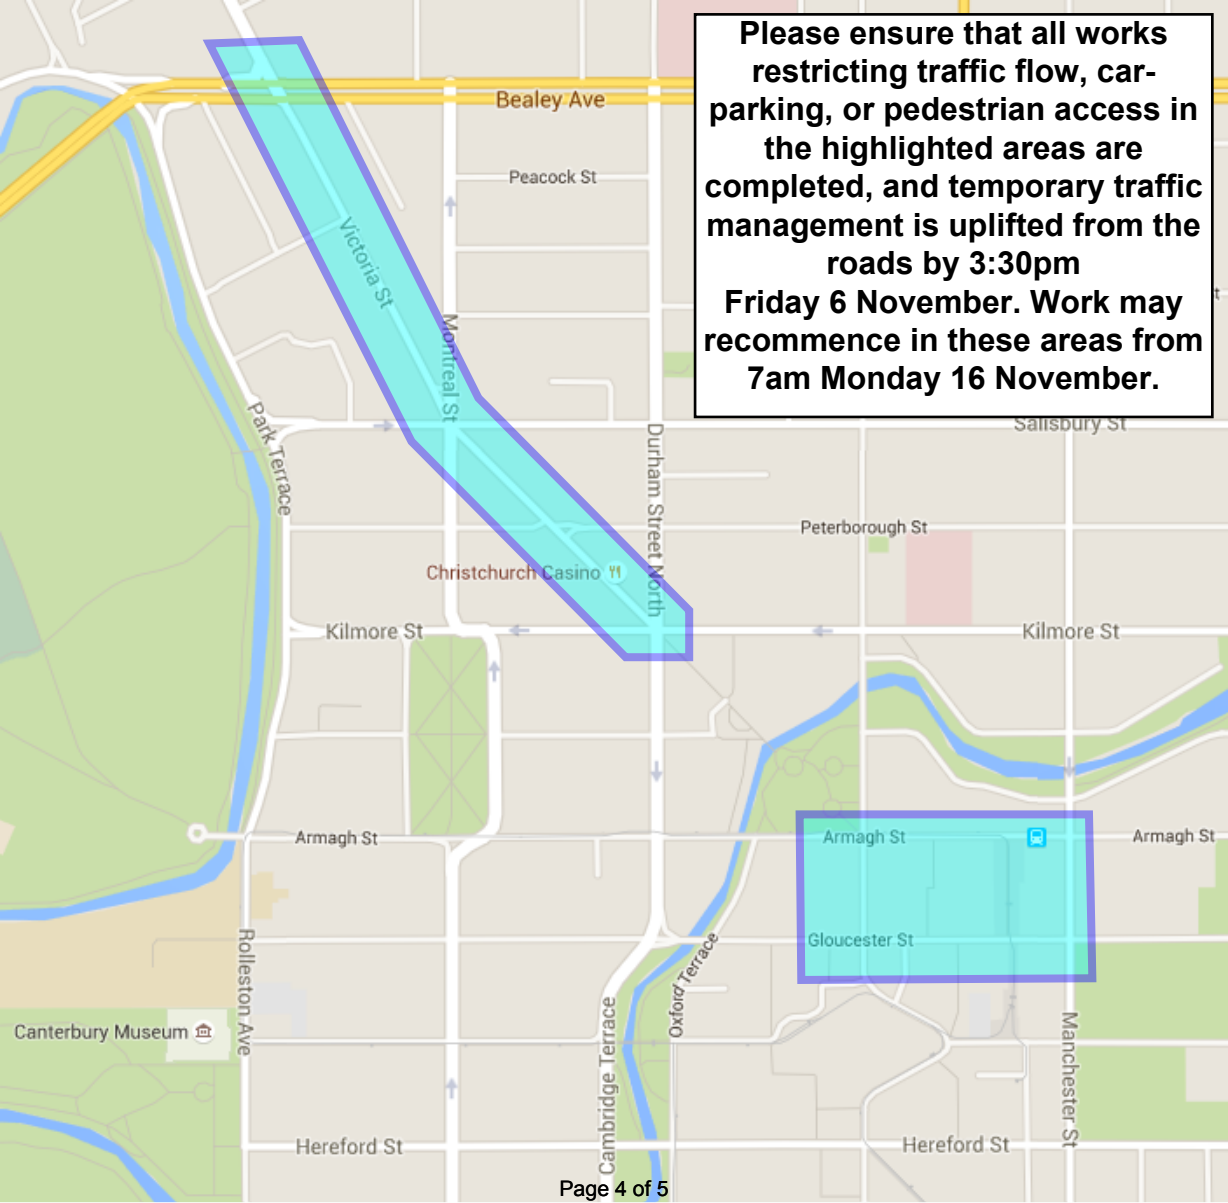 Please ensure that all works
restricting traffic flow, car-
parking, or pedestrian access in
the highlighted areas are
completed, and temporary traffic
management is uplifted from the
roads by 3:30pm
Friday 6 November. Work may
recommence in these areas from
7am Monday 16 November.
Bealey Ave
Peacock St
Victoria St
Montreal St
Park Terrace
Salisbury St
Durham Street North
Peterborough St
Christchurch Casino
Kilmore St
Kilmore St
Armagh St
Armagh St
Armagh St
Rolleston Ave
Gloucester St
Oxford Terrace
Canterbury Museum
Cambridge Terrace
Manchester St
Hereford St
Hereford St
Page 4 of 5